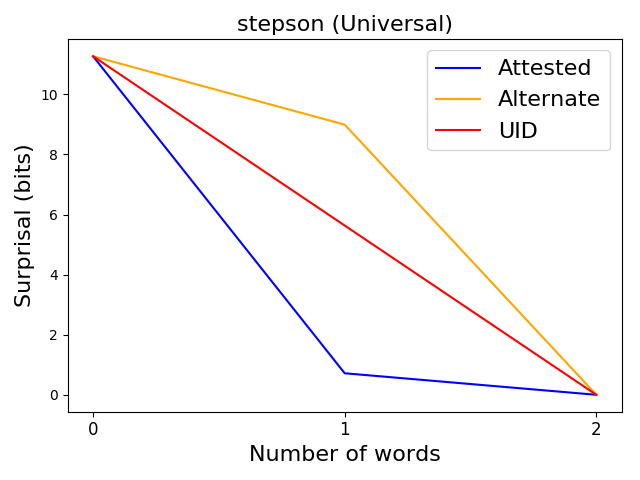 stepson (Universal)
Attested
Alternate
UID
Surprisal (bits)
10
8
6
4
2
0
0 1 2
Number of words